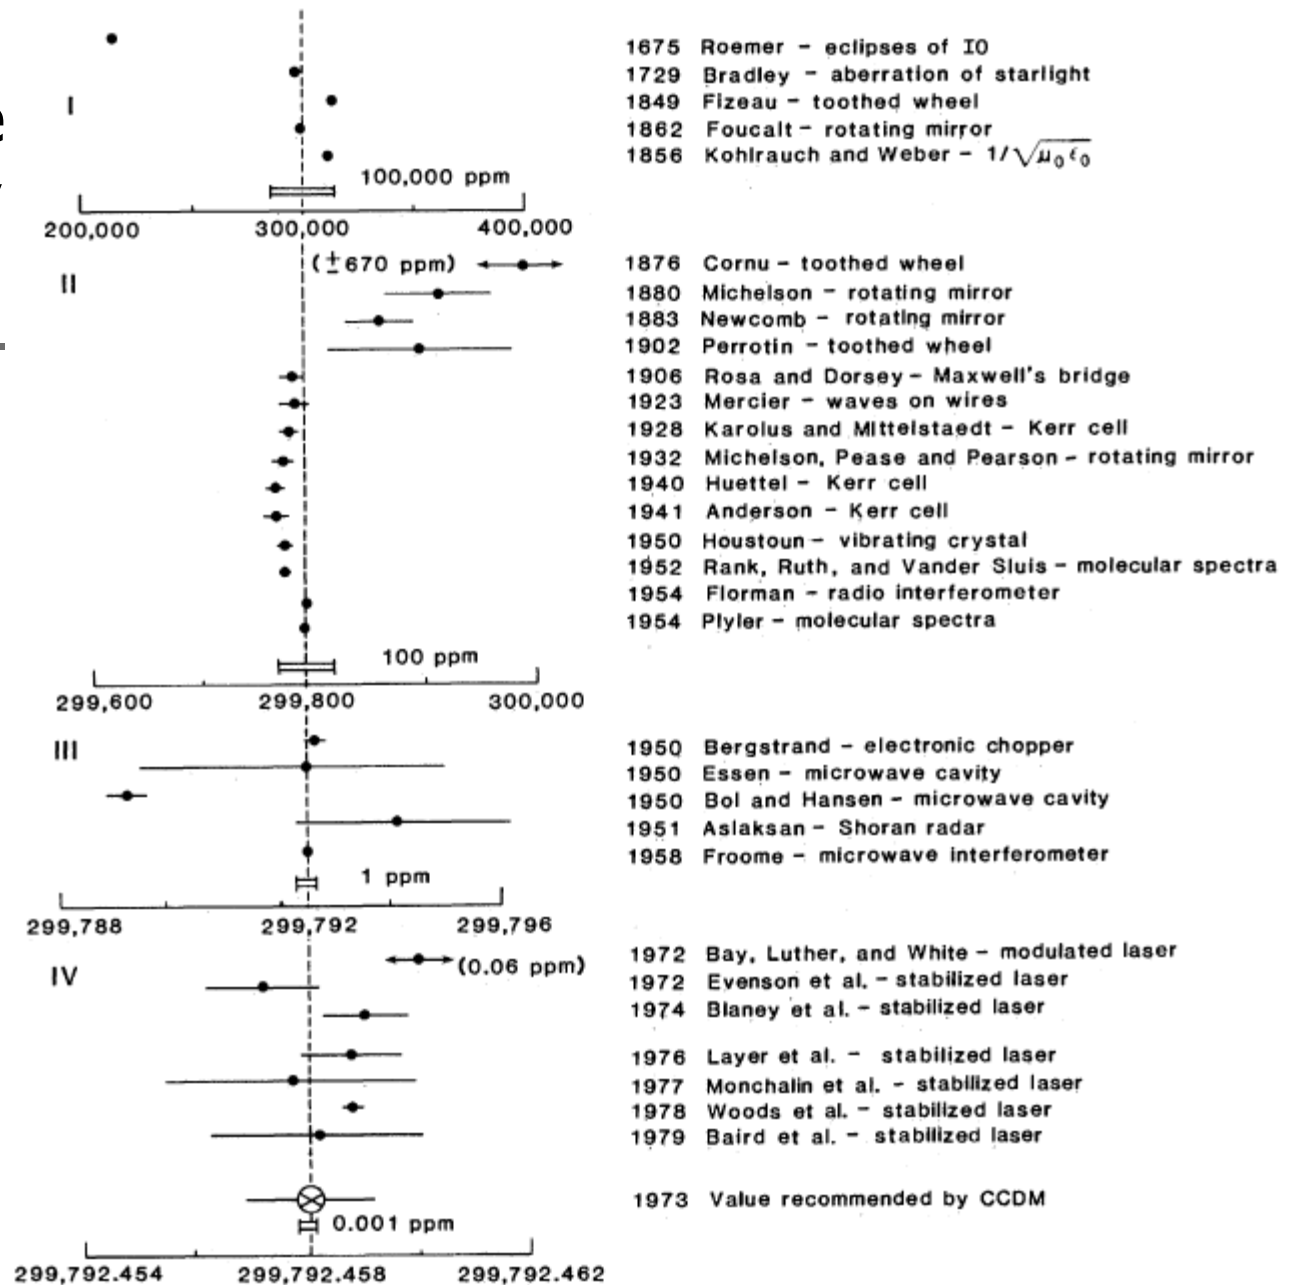 1675 Roemer – eclipses of IO
1729 Bradley – aberration of starlight
I
1849 Fizeau – toothed wheel
e
1862 Foucalt – rotating mirror
1856 Kohlrauch and Weber – 1/√μ₀ε₀
100,000 ppm
200,000 300,000 400,000
(±670 ppm) 1876 Cornu – toothed wheel
II
1880 Michelson – rotating mirror
1883 Newcomb – rotating mirror
1902 Perrotin – toothed wheel
1906 Rosa and Dorsey – Maxwell's bridge
1923 Mercier – waves on wires
1928 Karolus and Mittelstaedt – Kerr cell
1932 Michelson, Pease and Pearson – rotating mirror
1940 Huettel – Kerr cell
1941 Anderson – Kerr cell
1950 Houstoun – vibrating crystal
1952 Rank, Ruth, and Vander Sluis – molecular spectra
1954 Florman – radio interferometer
1954 Plyler – molecular spectra
100 ppm
299,600 299,800 300,000
III
1950 Bergstrand – electronic chopper
1950 Essen – microwave cavity
1950 Bol and Hansen – microwave cavity
1951 Aslaksan – Shoran radar
1958 Froome – microwave interferometer
1 ppm
299,788 299,792 299,796
1972 Bay, Luther, and White – modulated laser
IV (0.06 ppm)
1972 Evenson et al. – stabilized laser
1974 Blaney et al. – stabilized laser
1976 Layer et al. – stabilized laser
1977 Monchalin et al. – stabilized laser
1978 Woods et al. – stabilized laser
1979 Baird et al. – stabilized laser
1973 Value recommended by CCDM
0.001 ppm
299,792.454 299,792.458 299,792.462